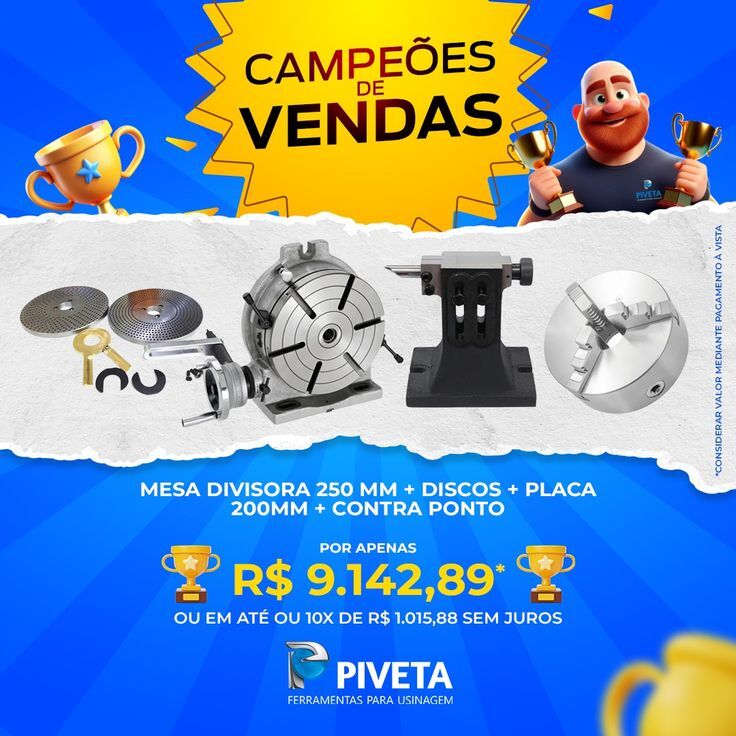 CAMPEÕES
DE
VENDAS
PIVETA
*CONSIDERAR VALOR MEDIANTE PAGAMENTO À VISTA
MESA DIVISORA 250 MM + DISCOS + PLACA
200MM + CONTRA PONTO
POR APENAS
R$ 9.142,89*
OU EM ATÉ OU 10X DE R$ 1.015,88 SEM JUROS
PIVETA
FERRAMENTAS PARA USINAGEM